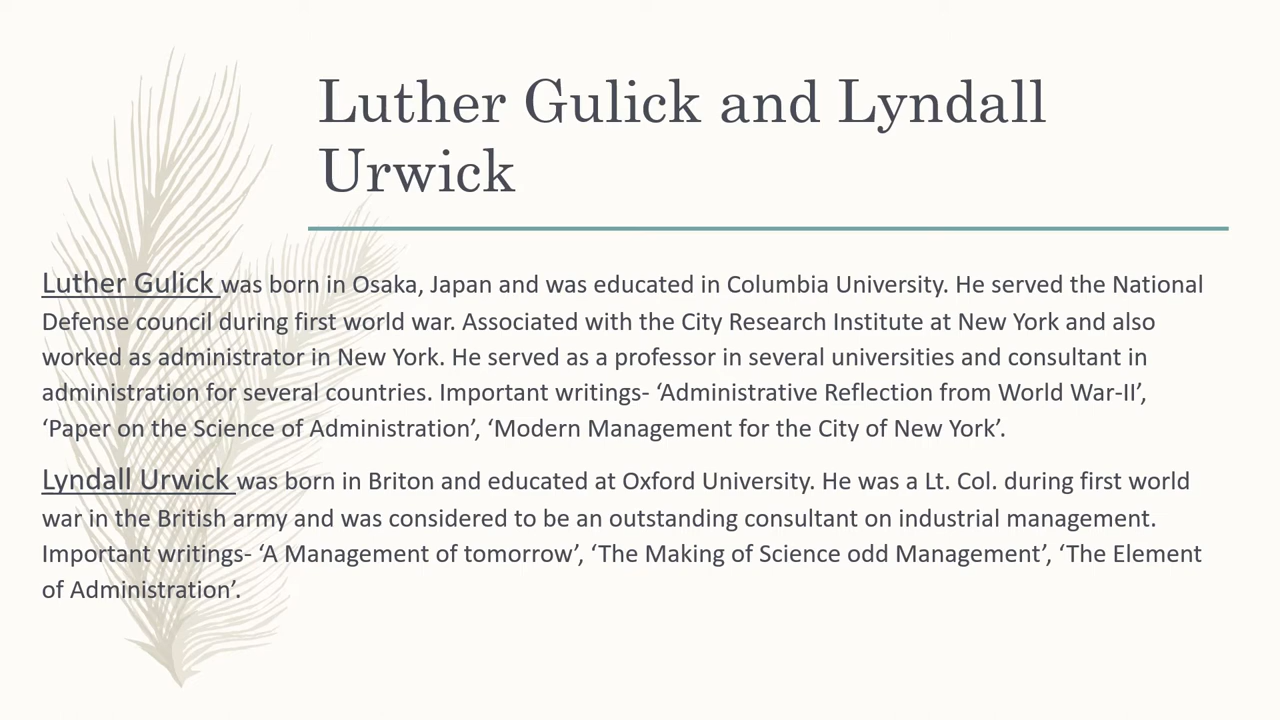 Luther Gulick and Lyndall
Urwick
Luther Gulick was born in Osaka, Japan and was educated in Columbia University. He served the National
Defense council during first world war. Associated with the City Research Institute at New York and also
worked as administrator in New York. He served as a professor in several universities and consultant in
administration for several countries. Important writings- ‘Administrative Reflection from World War-II’,
‘Paper on the Science of Administration’, ‘Modern Management for the City of New York’.
Lyndall Urwick was born in Briton and educated at Oxford University. He was a Lt. Col. during first world
war in the British army and was considered to be an outstanding consultant on industrial management.
Important writings- ‘A Management of tomorrow’, ‘The Making of Science odd Management’, ‘The Element
of Administration’.